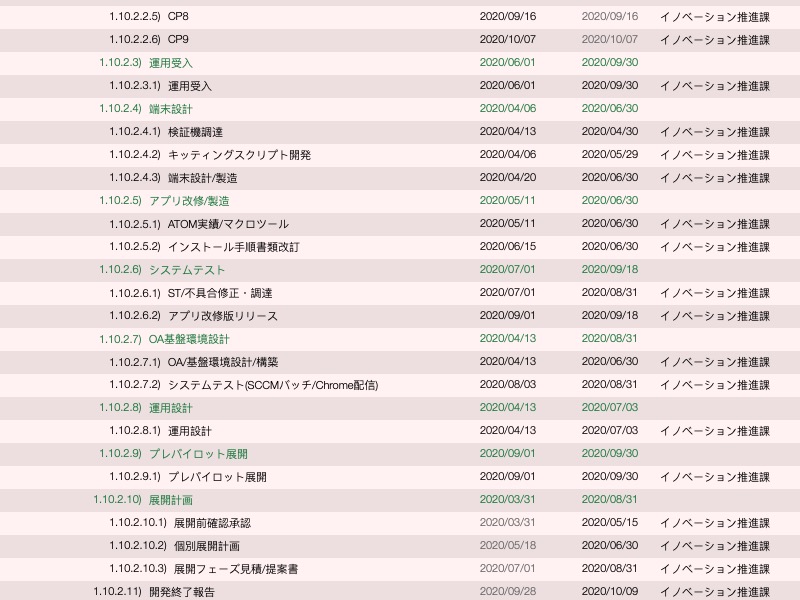 1.10.2.2.5) CP8 2020/09/16 2020/09/16 イノベーション推進課
1.10.2.2.6) CP9 2020/10/07 2020/10/07 イノベーション推進課
1.10.2.3) 運用受入 2020/06/01 2020/09/30
1.10.2.3.1) 運用受入 2020/06/01 2020/09/30 イノベーション推進課
1.10.2.4) 端末設計 2020/04/06 2020/06/30
1.10.2.4.1) 検証機調達 2020/04/13 2020/04/30 イノベーション推進課
1.10.2.4.2) キッティングスクリプト開発 2020/04/06 2020/05/29 イノベーション推進課
1.10.2.4.3) 端末設計/製造 2020/04/20 2020/06/30 イノベーション推進課
1.10.2.5) アプリ改修/製造 2020/05/11 2020/06/30
1.10.2.5.1) ATOM実績/マクロツール 2020/05/11 2020/06/30 イノベーション推進課
1.10.2.5.2) インストール手順書類改訂 2020/06/15 2020/06/30 イノベーション推進課
1.10.2.6) システムテスト 2020/07/01 2020/09/18
1.10.2.6.1) ST/不具合修正・調達 2020/07/01 2020/08/31 イノベーション推進課
1.10.2.6.2) アプリ改修版リリース 2020/09/01 2020/09/18 イノベーション推進課
1.10.2.7) OA基盤環境設計 2020/04/13 2020/08/31
1.10.2.7.1) OA/基盤環境設計/構築 2020/04/13 2020/06/30 イノベーション推進課
1.10.2.7.2) システムテスト(SCCMパッチ/Chrome配信) 2020/08/03 2020/08/31 イノベーション推進課
1.10.2.8) 運用設計 2020/04/13 2020/07/03
1.10.2.8.1) 運用設計 2020/04/13 2020/07/03 イノベーション推進課
1.10.2.9) プレパイロット展開 2020/09/01 2020/09/30
1.10.2.9.1) プレパイロット展開 2020/09/01 2020/09/30 イノベーション推進課
1.10.2.10) 展開計画 2020/03/31 2020/08/31
1.10.2.10.1) 展開前確認承認 2020/03/31 2020/05/15 イノベーション推進課
1.10.2.10.2) 個別展開計画 2020/05/18 2020/06/30 イノベーション推進課
1.10.2.10.3) 展開フェーズ見積/提案書 2020/07/01 2020/08/31 イノベーション推進課
1.10.2.11) 開発終了報告 2020/09/28 2020/10/09 イノベーション推進課